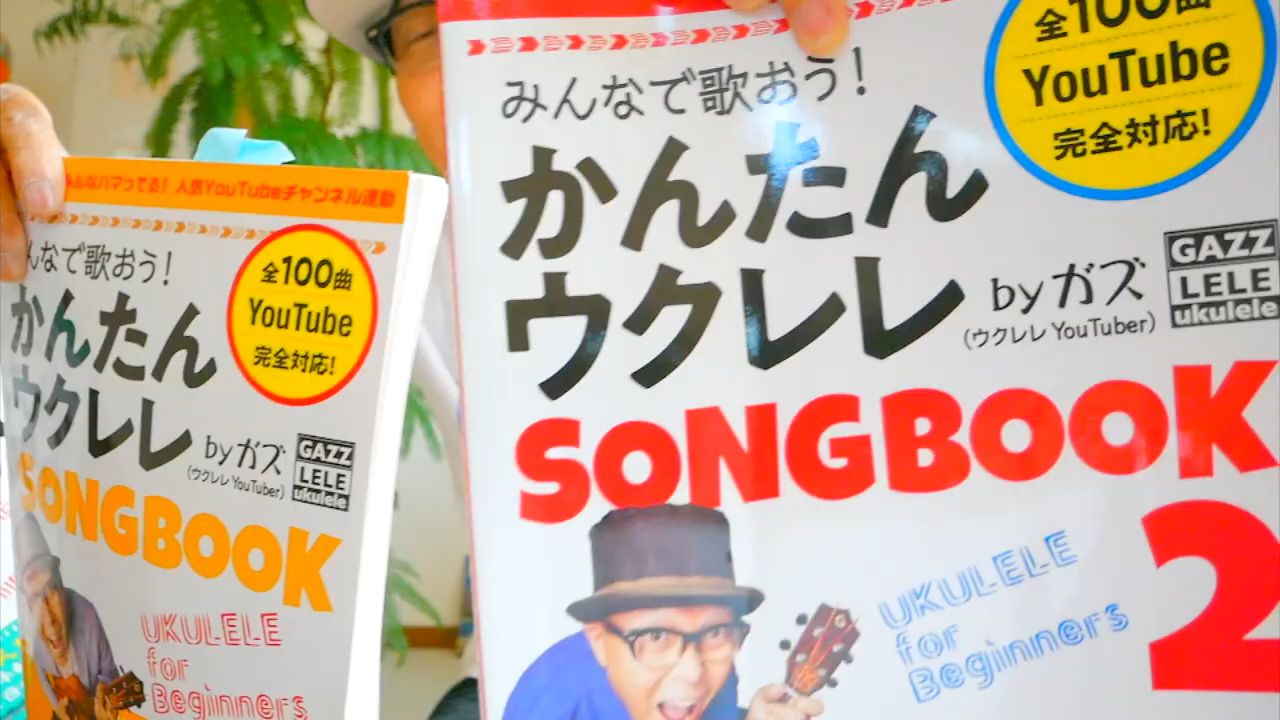 みんなハマってる! 人気YouTubeチャンネル連動
んなで歌おう!
かんたん
ウクレレ
byガズ
(ウクレレ YouTuber)
GAZZ
LELE
ukulele
SONGBOOK
全100曲
YouTube
完全対応!
UKULELE
for
Beginners
みんなで歌おう!
かんたん
ウクレレ
byガズ
(ウクレレ YouTuber)
GAZZ
LELE
ukulele
SONGBOOK
2
全100曲
YouTube
完全対応!
UKULELE
for
Beginners